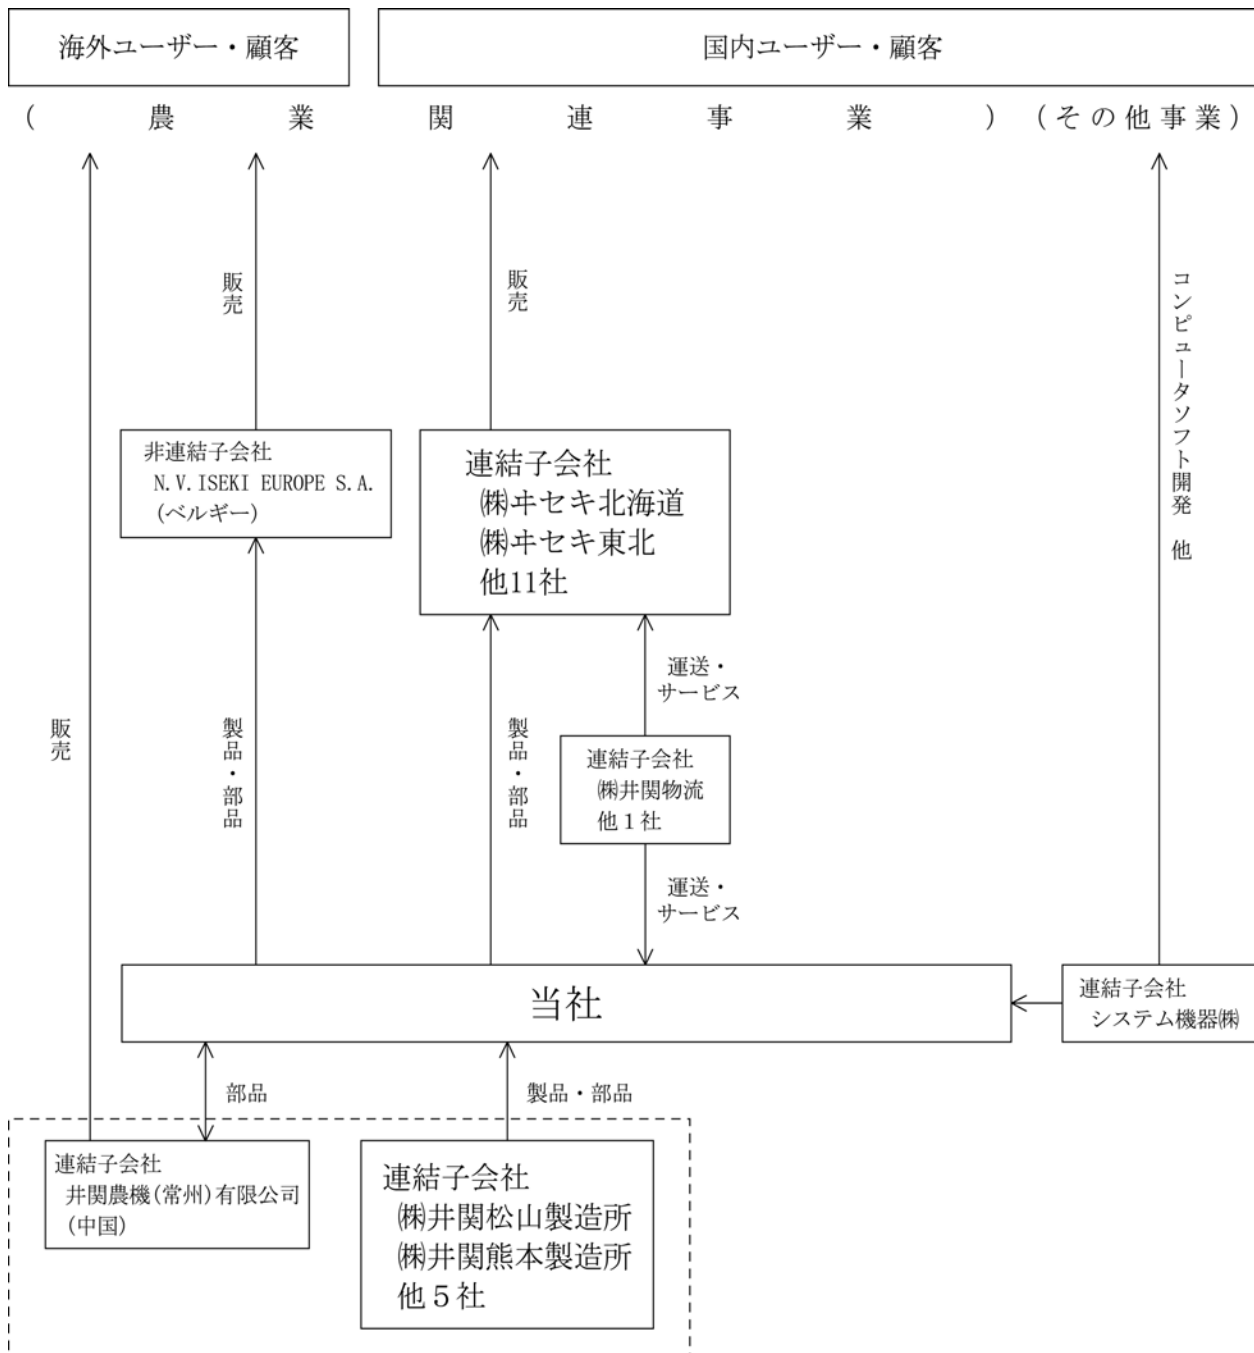 海外ユーザー・顧客
国内ユーザー・顧客
(農業関連事業)
(その他事業)
販売
販売
コンピュータソフト開発 他
非連結子会社
N.V.ISEKI EUROPE S.A.
(ベルギー)
連結子会社
㈱ヰセキ北海道
㈱ヰセキ東北
他11社
運送・
サービス
販売
製品・部品
製品・部品
連結子会社
㈱井関物流
他１社
運送・
サービス
当社
連結子会社
システム機器㈱
部品
製品・部品
連結子会社
井関農機(常州)有限公司
(中国)
連結子会社
㈱井関松山製造所
㈱井関熊本製造所
他５社